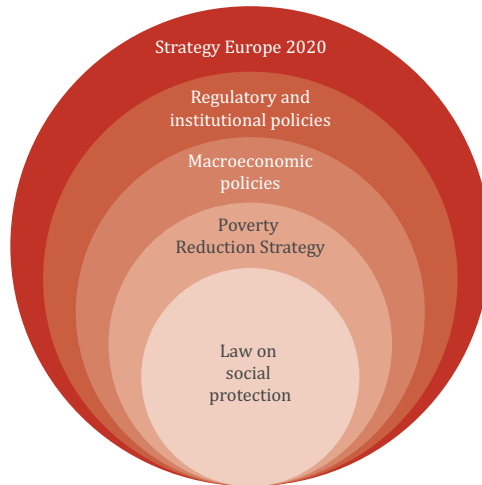 Strategy Europe 2020
Regulatory and
institutional policies
Macroeconomic
policies
Poverty
Reduction Strategy
Law on
social
protection